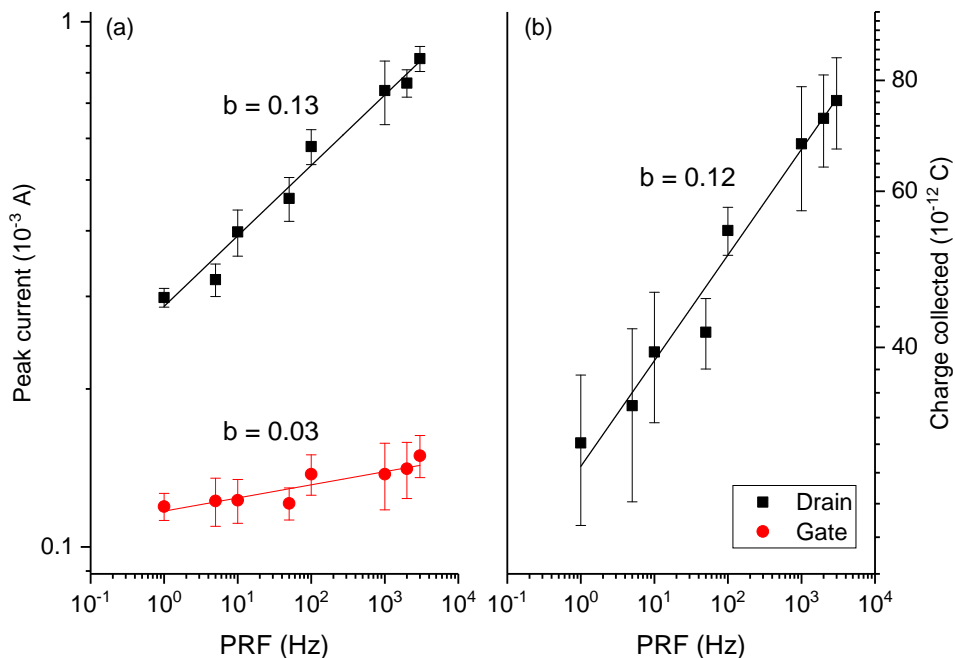 (a)
1
b = 0.13
b = 0.03
0.1
Peak current (10⁻³ A)
10⁻¹ 10⁰ 10¹ 10² 10³ 10⁴
PRF (Hz)
(b)
b = 0.12
80
60
40
Charge collected (10⁻¹² C)
Drain
Gate
10⁻¹ 10⁰ 10¹ 10² 10³ 10⁴
PRF (Hz)